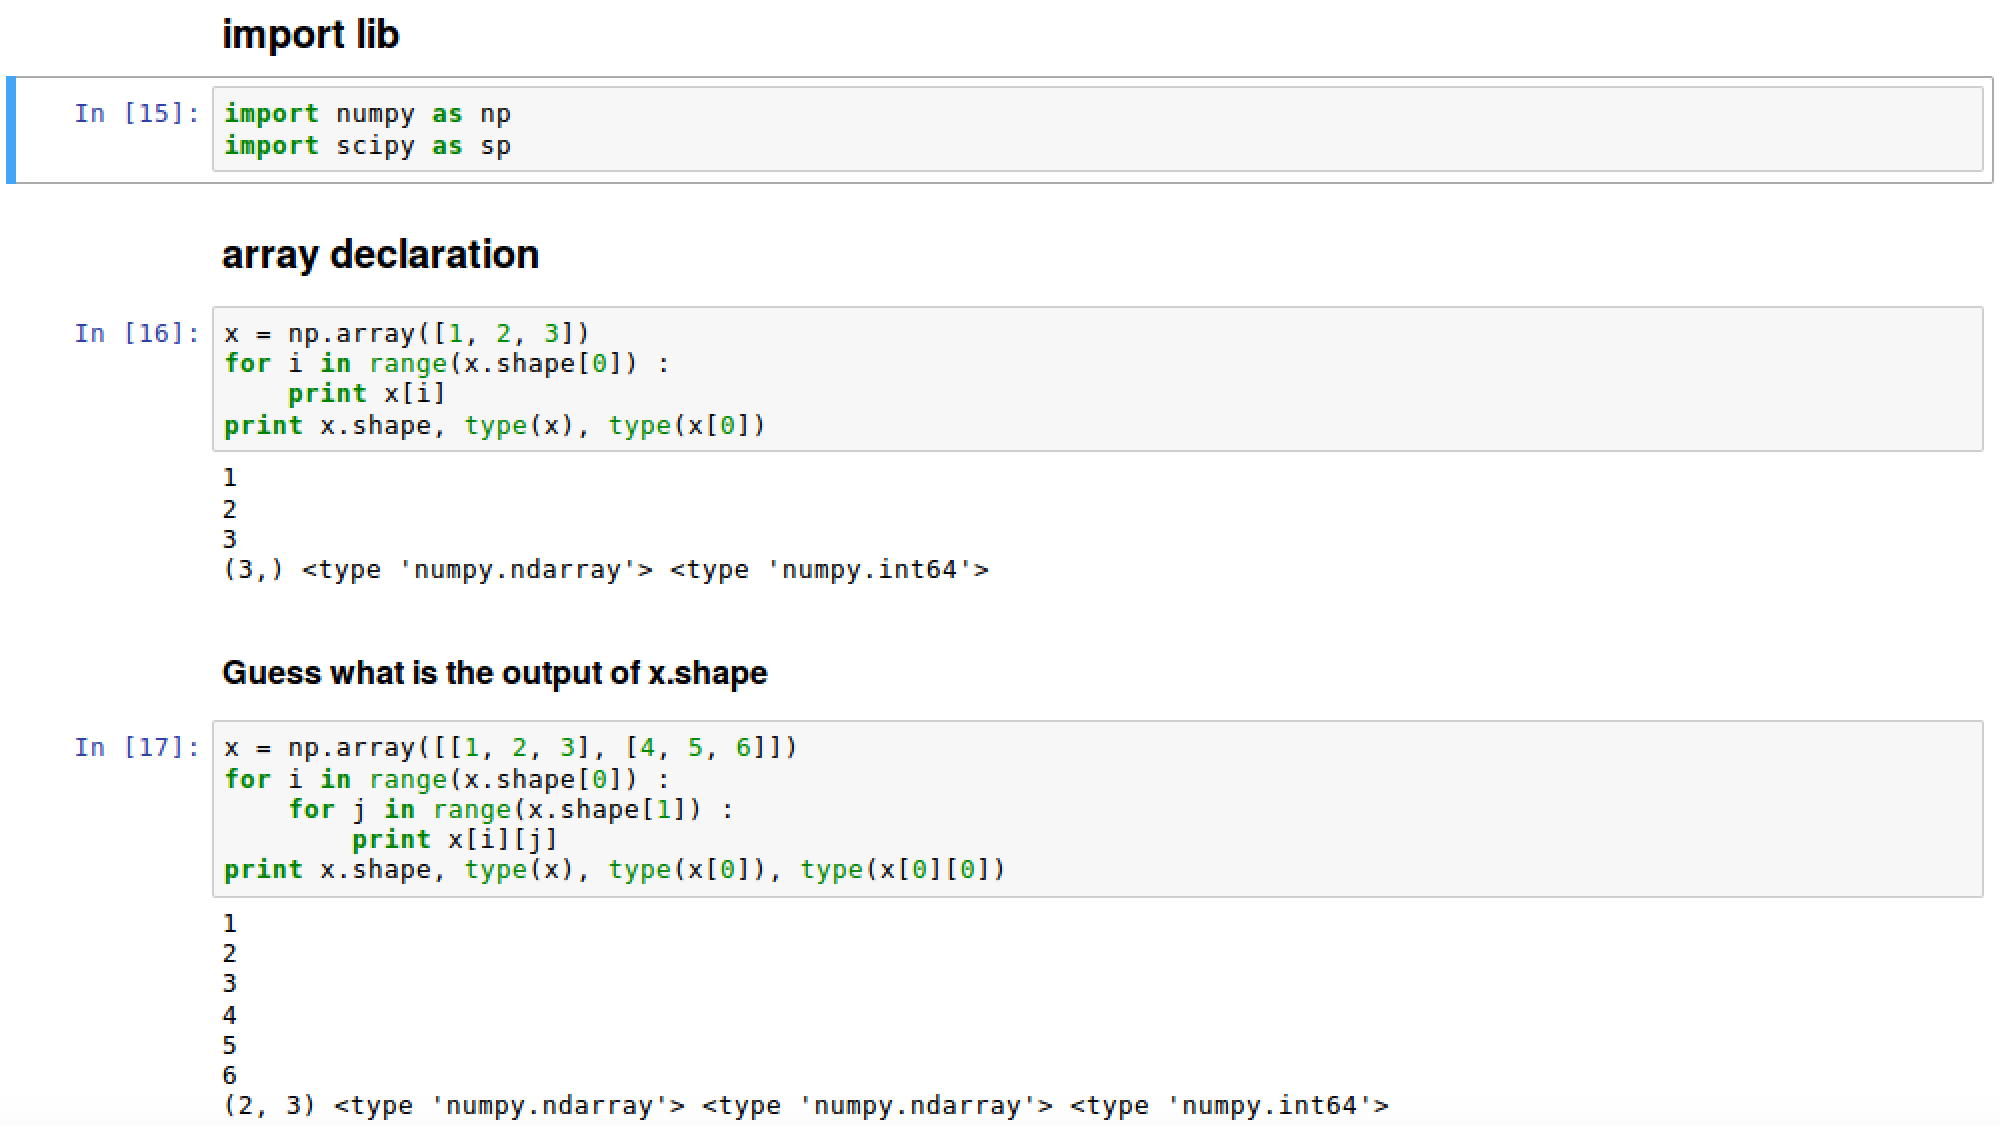 import lib
In [15]: import numpy as np
import scipy as sp
array declaration
In [16]: x = np.array([1, 2, 3])
for i in range(x.shape[0]) :
    print x[i]
print x.shape, type(x), type(x[0])
1
2
3
(3,) <type 'numpy.ndarray'> <type 'numpy.int64'>
Guess what is the output of x.shape
In [17]: x = np.array([[1, 2, 3], [4, 5, 6]])
for i in range(x.shape[0]) :
    for j in range(x.shape[1]) :
        print x[i][j]
print x.shape, type(x), type(x[0]), type(x[0][0])
1
2
3
4
5
6
(2, 3) <type 'numpy.ndarray'> <type 'numpy.ndarray'> <type 'numpy.int64'>